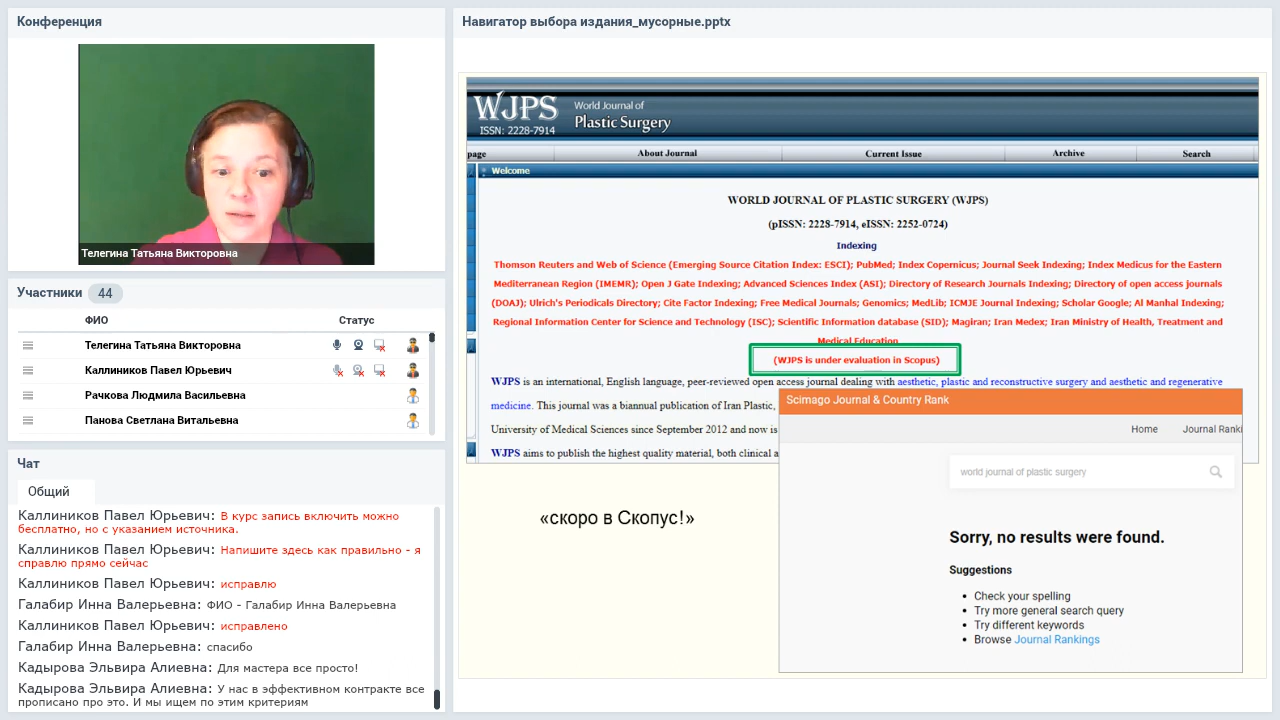 Конференция
Телегина Татьяна Викторовна
Участники 44
ФИО Статус
Телегина Татьяна Викторовна
Каллиников Павел Юрьевич
Рачкова Людмила Васильевна
Панова Светлана Витальевна
Чат
Общий
Каллиников Павел Юрьевич: В курс запись включить можно
бесплатно, но с указанием источника.
Каллиников Павел Юрьевич: Напишите здесь как правильно - я
справлю прямо сейчас
Каллиников Павел Юрьевич: исправлю
Галабир Инна Валерьевна: ФИО - Галабир Инна Валерьевна
Каллиников Павел Юрьевич: исправлено
Галабир Инна Валерьевна: спасибо
Кадырова Эльвира Алиевна: Для мастера все просто!
Кадырова Эльвира Алиевна: У нас в эффективном контракте все
прописано про это. И мы ищем по этим критериям
Навигатор выбора издания_мусорные.pptx
WJPS World Journal of
Plastic Surgery
ISSN: 2228-7914
page About Journal Current Issue Archive Search
Welcome
WORLD JOURNAL OF PLASTIC SURGERY (WJPS)
(pISSN: 2228-7914, eISSN: 2252-0724)
Indexing
Thomson Reuters and Web of Science (Emerging Source Citation Index: ESCI); PubMed; Index Copernicus; Journal Seek Indexing; Index Medicus for the Eastern
Mediterranean Region (IMEMR); Open J Gate Indexing; Advanced Sciences Index (ASI); Directory of Research Journals Indexing; Directory of open access journals
(DOAJ); Ulrich's Periodicals Directory; Cite Factor Indexing; Free Medical Journals; Genomics; MedLib; ICMJE Journal Indexing; Scholar Google; Al Manhal Indexing;
Regional Information Center for Science and Technology (ISC); Scientific Information database (SID); Magiran; Iran Medex; Iran Ministry of Health, Treatment and
Medical Education
(WJPS is under evaluation in Scopus)
WJPS is an international, English language, peer-reviewed open access journal dealing with aesthetic, plastic and reconstructive surgery and aesthetic and regenerative
medicine. This journal was a biannual publication of Iran Plastic,
University of Medical Sciences since September 2012 and now is
WJPS aims to publish the highest quality material, both clinical a
«скоро в Скопус!»
Scimago Journal & Country Rank
Home Journal Ranki
world journal of plastic surgery
Sorry, no results were found.
Suggestions
• Check your spelling
• Try more general search query
• Try different keywords
• Browse Journal Rankings